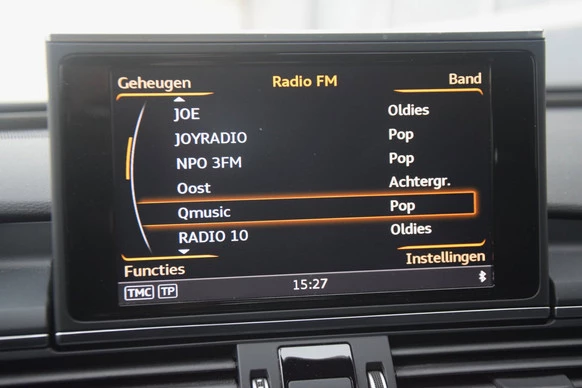 Geheugen Radio FM Band
JOE Oldies
JOYRADIO Pop
NPO 3FM Pop
Oost Achtergr.
Qmusic Pop
RADIO 10 Oldies
Functies Instellingen
TMC TP 15:27